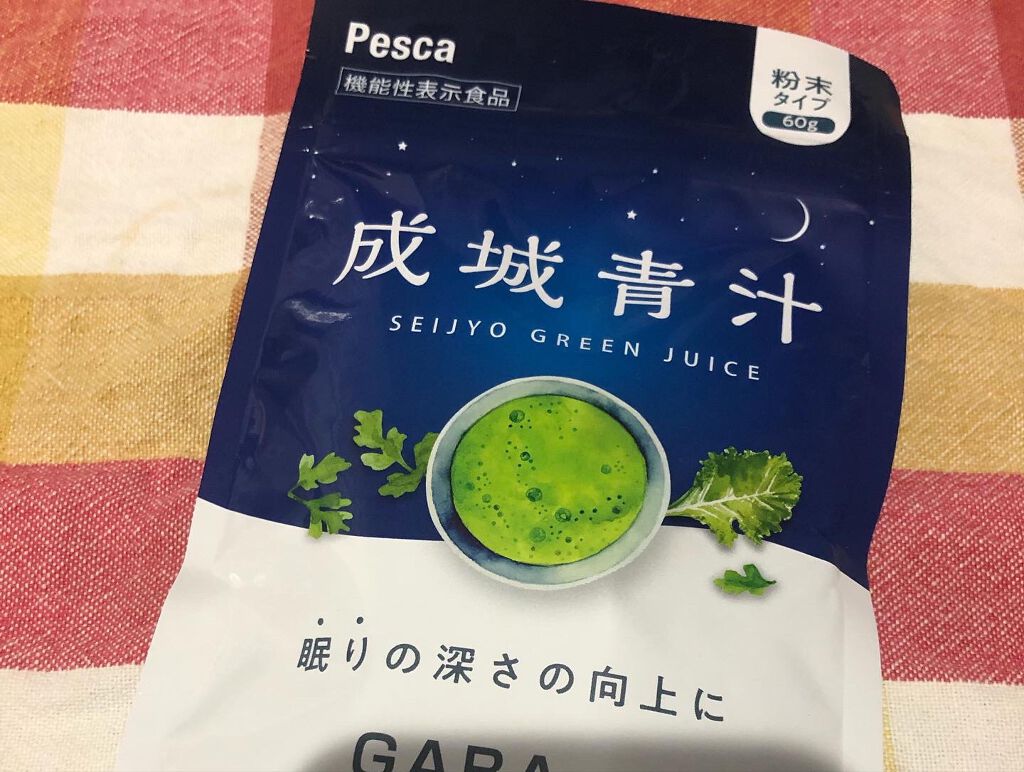 Pesca
機能性表示食品
粉末
タイプ
60g
成城青汁
SEIJYO GREEN JUICE
眠りの深さの向上に
GABA